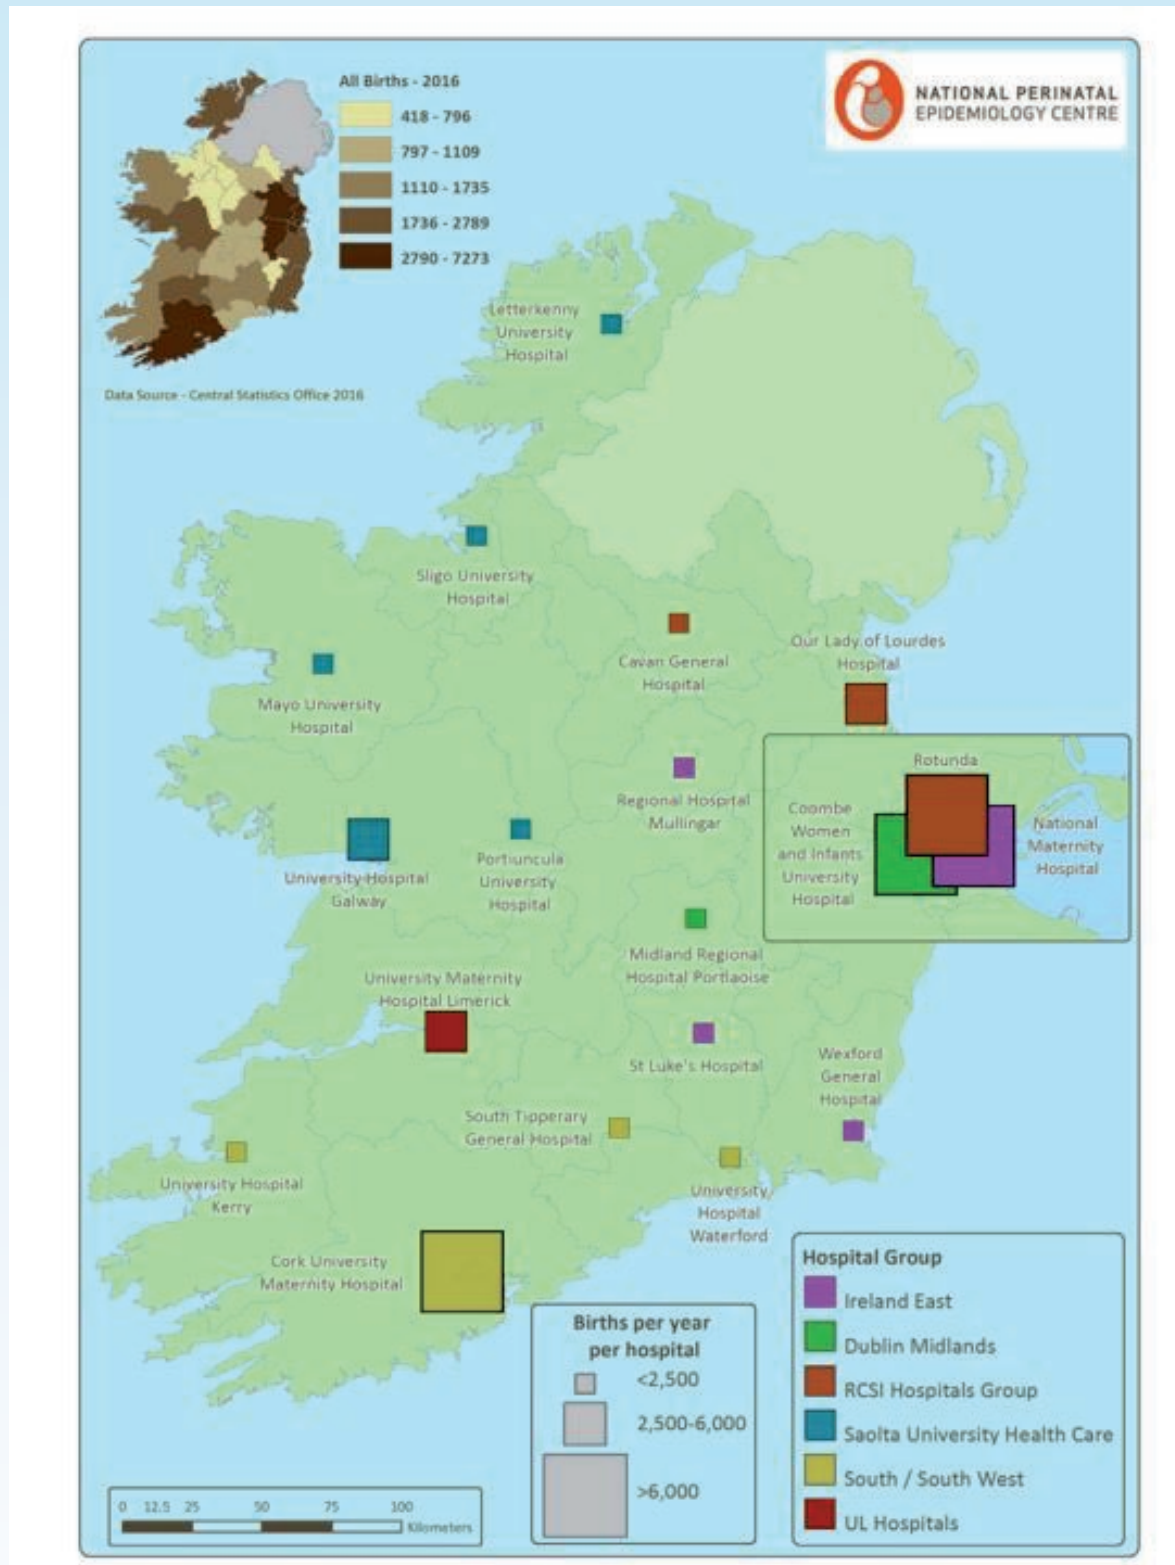 All Births - 2016
418 - 796
797 - 1109
1110 - 1735
1736 - 2789
2790 - 7273
Data Source - Central Statistics Office 2016
NATIONAL PERINATAL
EPIDEMIOLOGY CENTRE
Letterkenny
University
Hospital
Sligo University
Hospital
Cavan General
Hospital
Our Lady of Lourdes
Hospital
Mayo University
Hospital
Regional Hospital
Mullingar
Rotunda
Coombe
Women
and Infants
University
Hospital
National
Maternity
Hospital
University Hospital
Galway
Portiuncula
University
Hospital
Midland Regional
Hospital Portlaoise
University Maternity
Hospital Limerick
St Luke's Hospital
Wexford
General
Hospital
South Tipperary
General Hospital
University Hospital
Kerry
University
Hospital
Waterford
Cork University
Maternity Hospital
Births per year
per hospital
<2,500
2,500-6,000
>6,000
Hospital Group
Ireland East
Dublin Midlands
RCSI Hospitals Group
Saolta University Health Care
South / South West
UL Hospitals
0 12.5 25 50 75 100
Kilometers